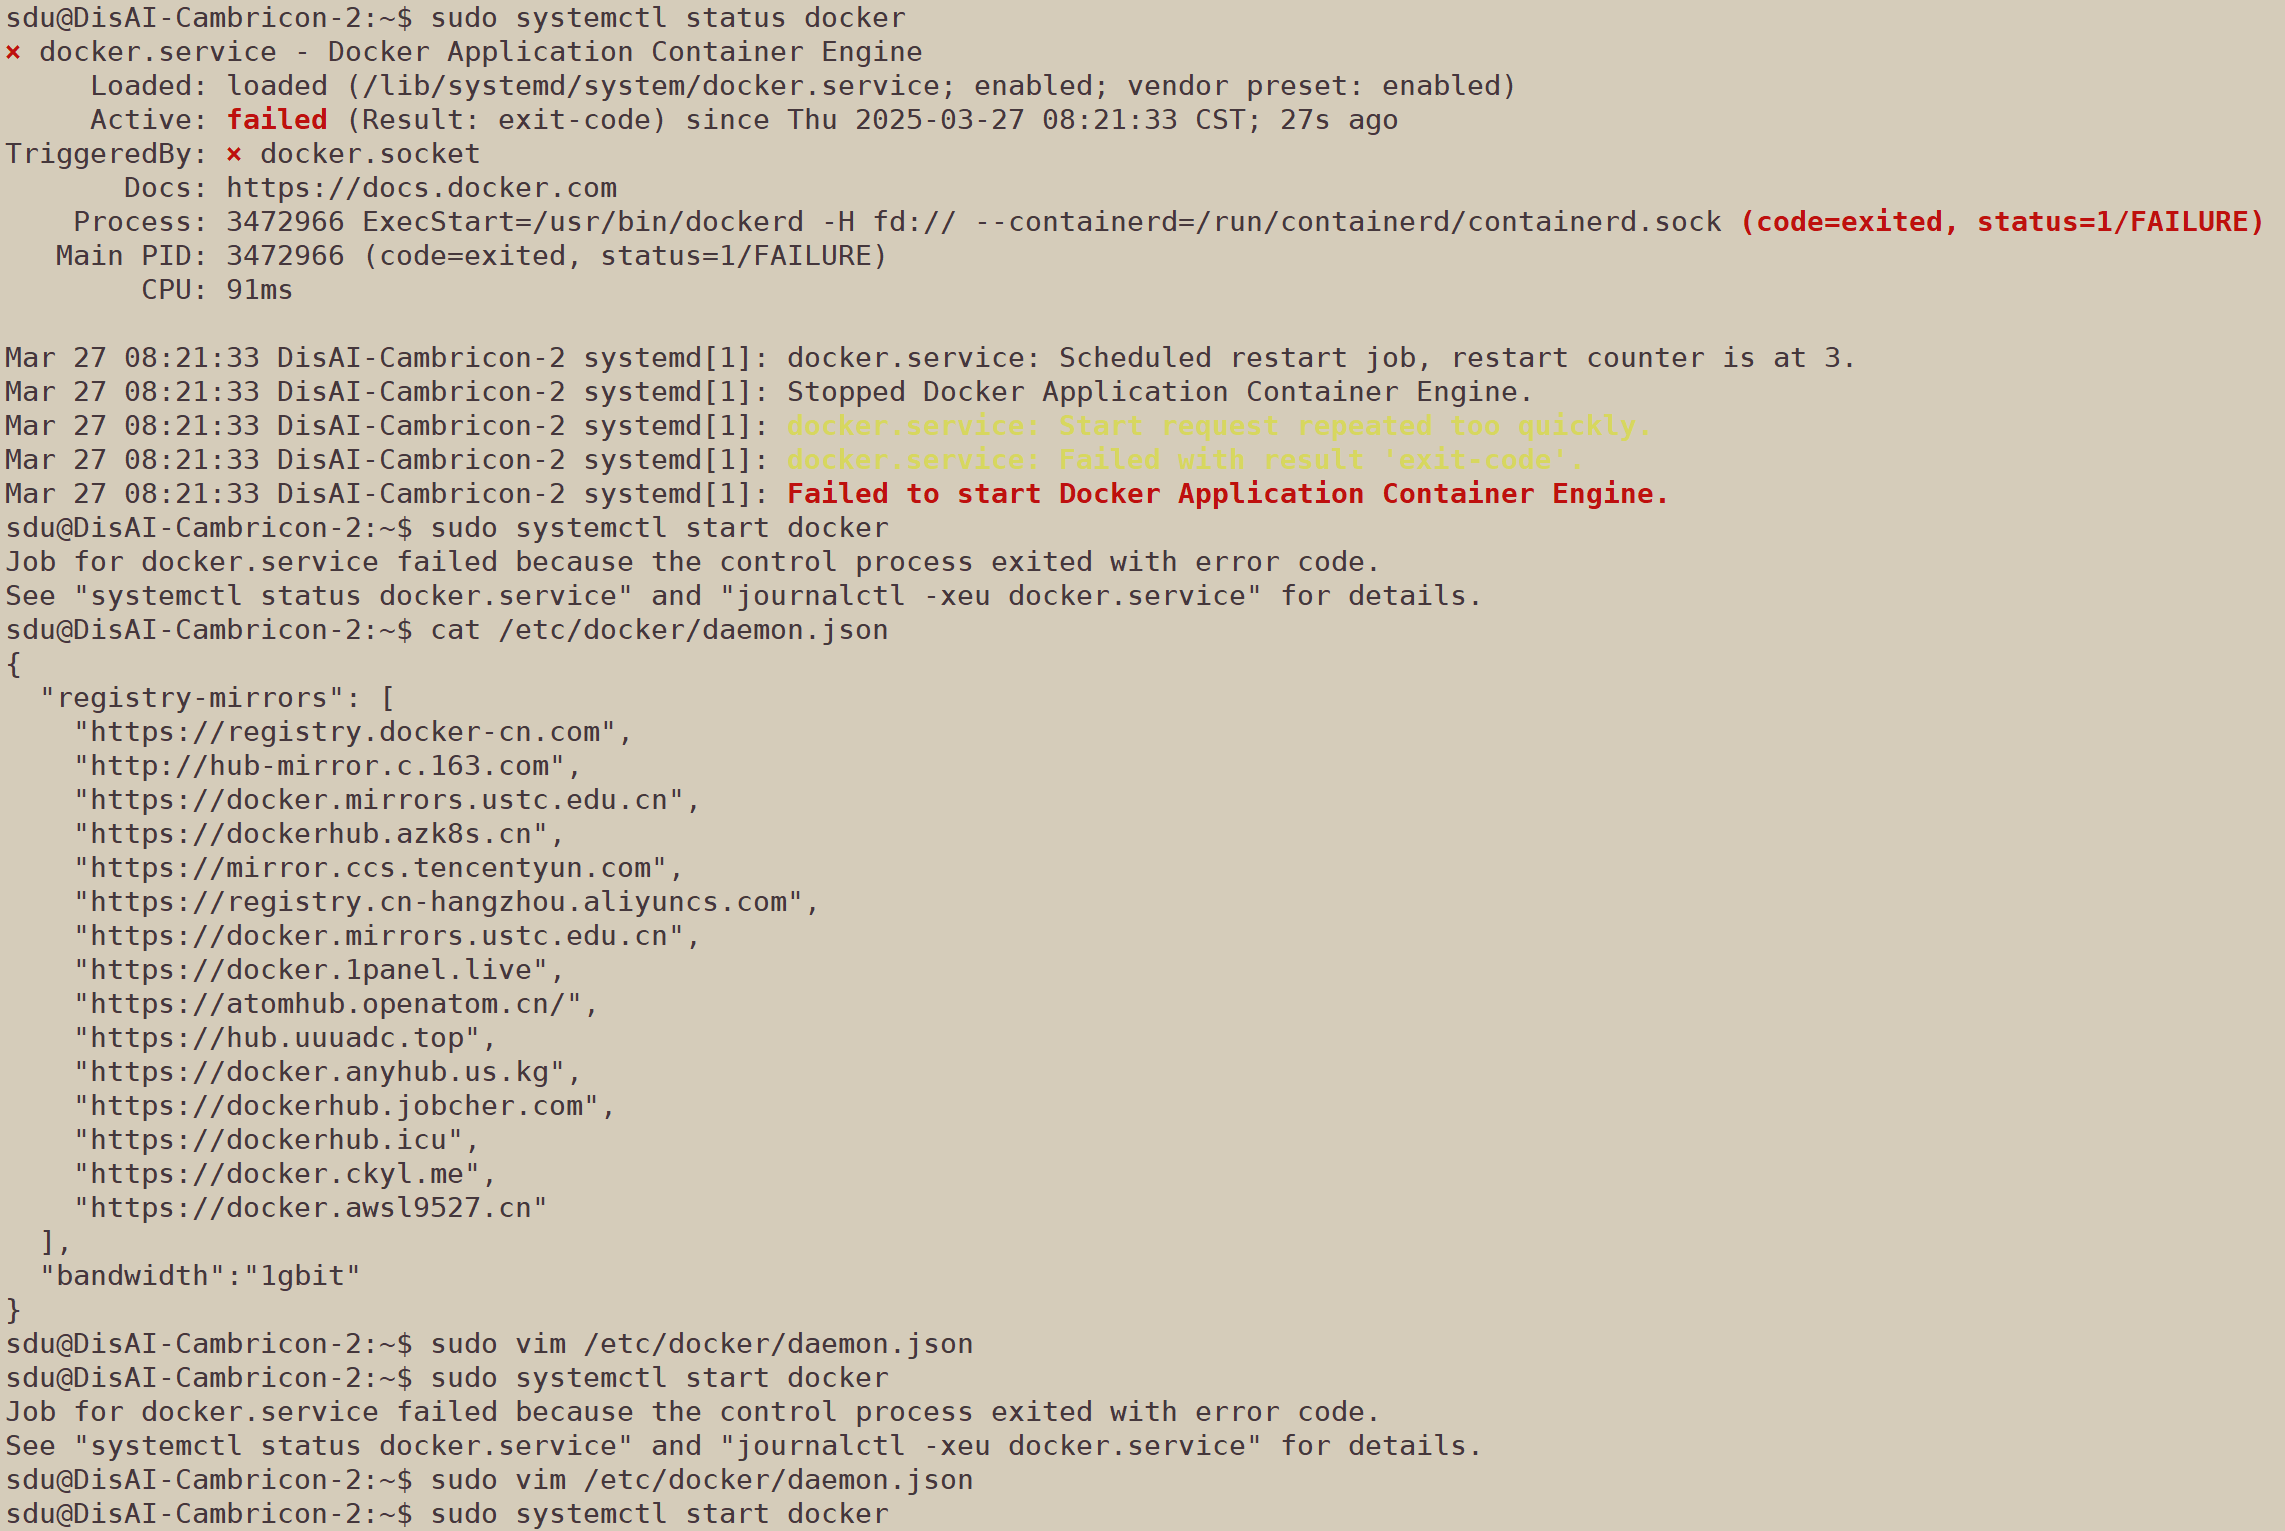 sdu@DisAI-Cambricon-2:~$ sudo systemctl status docker
× docker.service - Docker Application Container Engine
     Loaded: loaded (/lib/systemd/system/docker.service; enabled; vendor preset: enabled)
     Active: failed (Result: exit-code) since Thu 2025-03-27 08:21:33 CST; 27s ago
TriggeredBy: × docker.socket
       Docs: https://docs.docker.com
    Process: 3472966 ExecStart=/usr/bin/dockerd -H fd:// --containerd=/run/containerd/containerd.sock (code=exited, status=1/FAILURE)
   Main PID: 3472966 (code=exited, status=1/FAILURE)
        CPU: 91ms

Mar 27 08:21:33 DisAI-Cambricon-2 systemd[1]: docker.service: Scheduled restart job, restart counter is at 3.
Mar 27 08:21:33 DisAI-Cambricon-2 systemd[1]: Stopped Docker Application Container Engine.
Mar 27 08:21:33 DisAI-Cambricon-2 systemd[1]: docker.service: Start request repeated too quickly.
Mar 27 08:21:33 DisAI-Cambricon-2 systemd[1]: docker.service: Failed with result 'exit-code'.
Mar 27 08:21:33 DisAI-Cambricon-2 systemd[1]: Failed to start Docker Application Container Engine.
sdu@DisAI-Cambricon-2:~$ sudo systemctl start docker
Job for docker.service failed because the control process exited with error code.
See "systemctl status docker.service" and "journalctl -xeu docker.service" for details.
sdu@DisAI-Cambricon-2:~$ cat /etc/docker/daemon.json
{
  "registry-mirrors": [
    "https://registry.docker-cn.com",
    "http://hub-mirror.c.163.com",
    "https://docker.mirrors.ustc.edu.cn",
    "https://dockerhub.azk8s.cn",
    "https://mirror.ccs.tencentyun.com",
    "https://registry.cn-hangzhou.aliyuncs.com",
    "https://docker.mirrors.ustc.edu.cn",
    "https://docker.1panel.live",
    "https://atomhub.openatom.cn/",
    "https://hub.uuuadc.top",
    "https://docker.anyhub.us.kg",
    "https://dockerhub.jobcher.com",
    "https://dockerhub.icu",
    "https://docker.ckyl.me",
    "https://docker.awsl9527.cn"
  ],
  "bandwidth":"1gbit"
}
sdu@DisAI-Cambricon-2:~$ sudo vim /etc/docker/daemon.json
sdu@DisAI-Cambricon-2:~$ sudo systemctl start docker
Job for docker.service failed because the control process exited with error code.
See "systemctl status docker.service" and "journalctl -xeu docker.service" for details.
sdu@DisAI-Cambricon-2:~$ sudo vim /etc/docker/daemon.json
sdu@DisAI-Cambricon-2:~$ sudo systemctl start docker